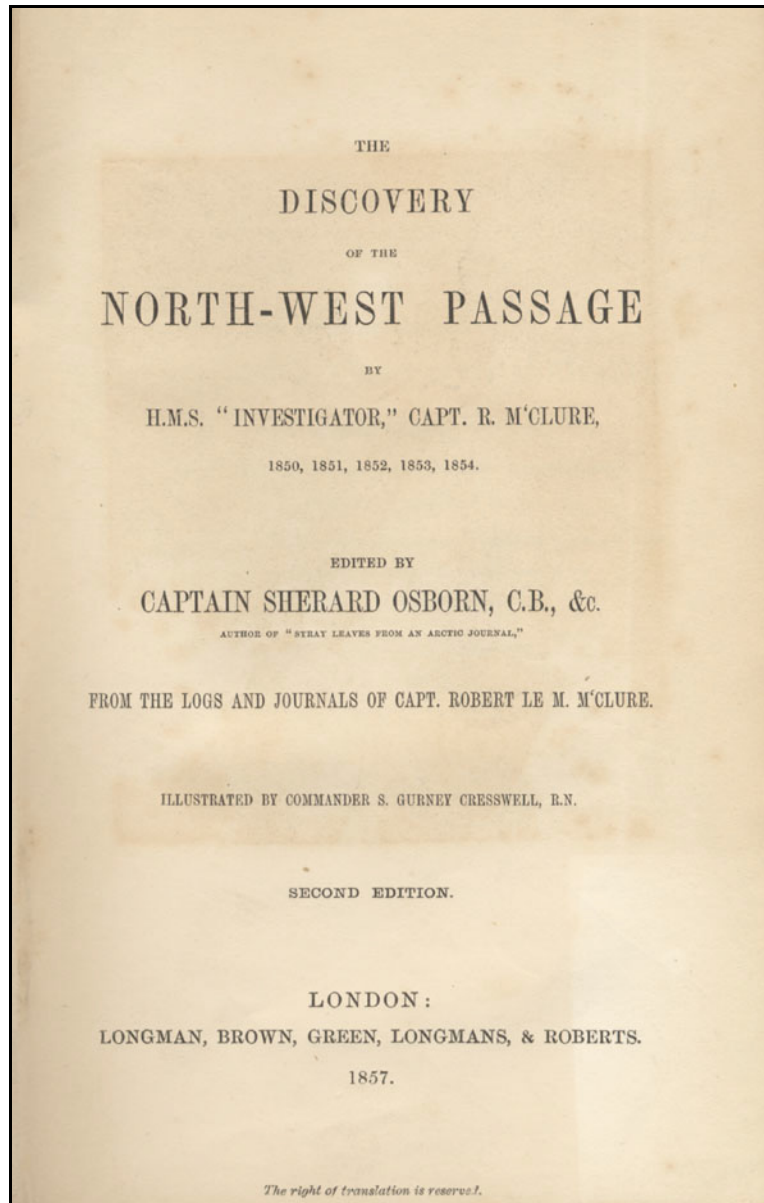 THE
DISCOVERY
OF THE
NORTH-WEST PASSAGE
BY
H.M.S. “INVESTIGATOR,” CAPT. R. M‘CLURE,
1850, 1851, 1852, 1853, 1854.
EDITED BY
CAPTAIN SHERARD OSBORN, C.B., &c.
AUTHOR OF “STRAY LEAVES FROM AN ARCTIC JOURNAL,”
FROM THE LOGS AND JOURNALS OF CAPT. ROBERT LE M. M‘CLURE.
ILLUSTRATED BY COMMANDER S. GURNEY CRESSWELL, R.N.
SECOND EDITION.
LONDON:
LONGMAN, BROWN, GREEN, LONGMANS, & ROBERTS.
1857.
The right of translation is reserved.